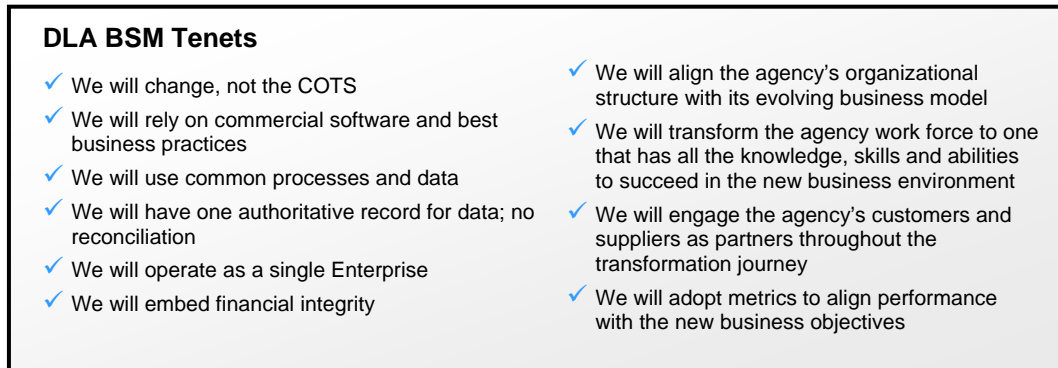 DLA BSM Tenets
We will change, not the COTS
We will rely on commercial software and best
business practices
We will use common processes and data
We will have one authoritative record for data; no
reconciliation
We will operate as a single Enterprise
We will embed financial integrity
We will align the agency’s organizational
structure with its evolving business model
We will transform the agency work force to one
that has all the knowledge, skills and abilities
to succeed in the new business environment
We will engage the agency’s customers and
suppliers as partners throughout the
transformation journey
We will adopt metrics to align performance
with the new business objectives